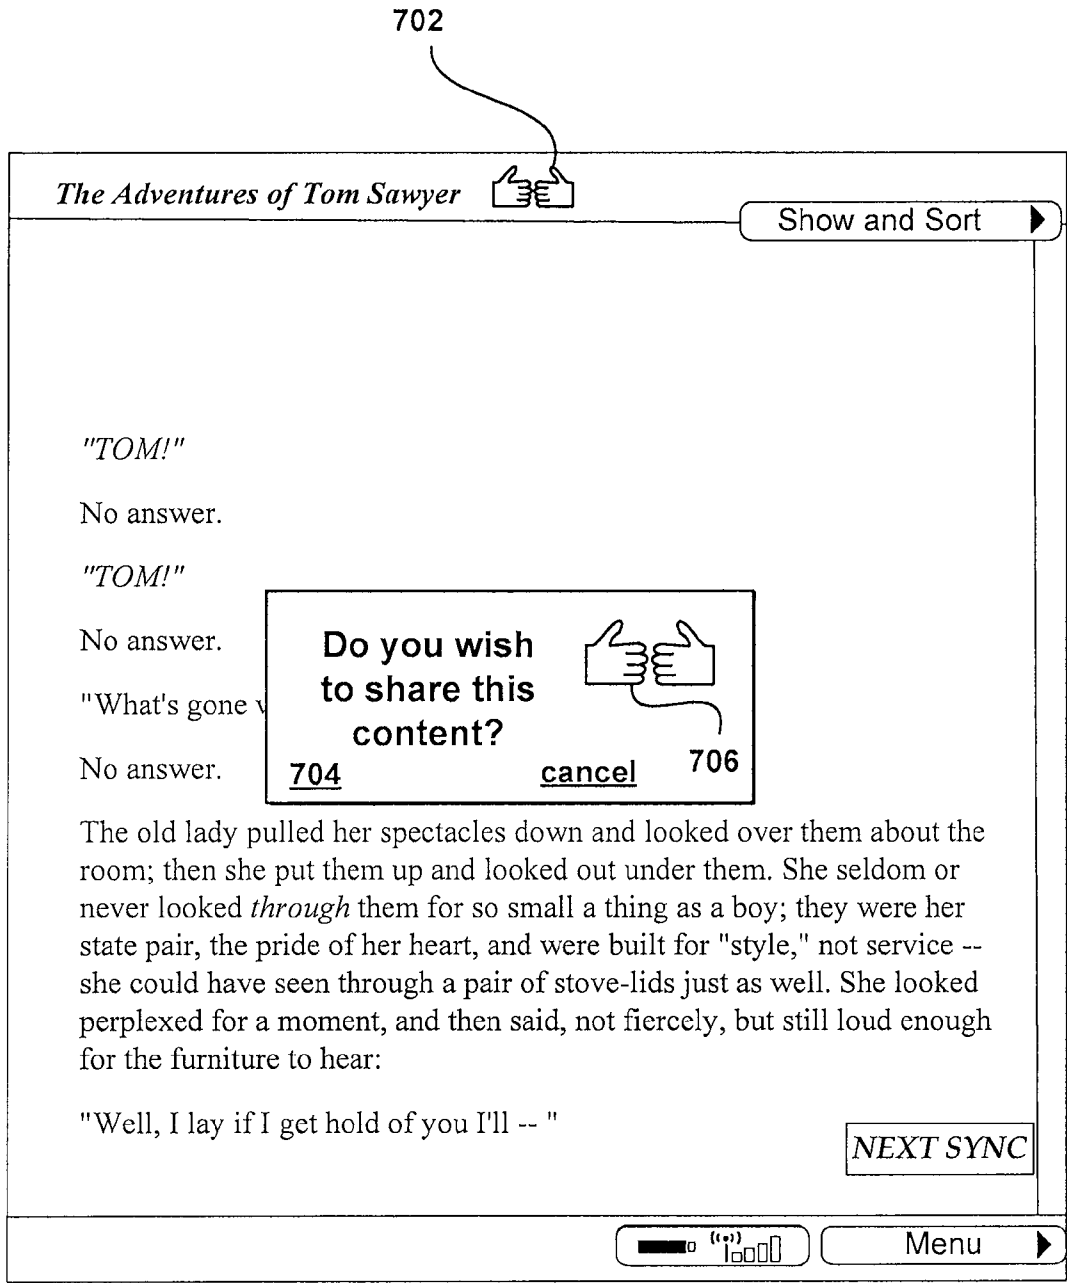 702
The Adventures of Tom Sawyer
Show and Sort
"TOM!"
No answer.
"TOM!"
No answer.
"What's gone
No answer.
Do you wish
to share this
content?
704
cancel
706
The old lady pulled her spectacles down and looked over them about the
room; then she put them up and looked out under them. She seldom or
never looked through them for so small a thing as a boy; they were her
state pair, the pride of her heart, and were built for "style," not service --
she could have seen through a pair of stove-lids just as well. She looked
perplexed for a moment, and then said, not fiercely, but still loud enough
for the furniture to hear:
"Well, I lay if I get hold of you I'll -- "
NEXT SYNC
Menu